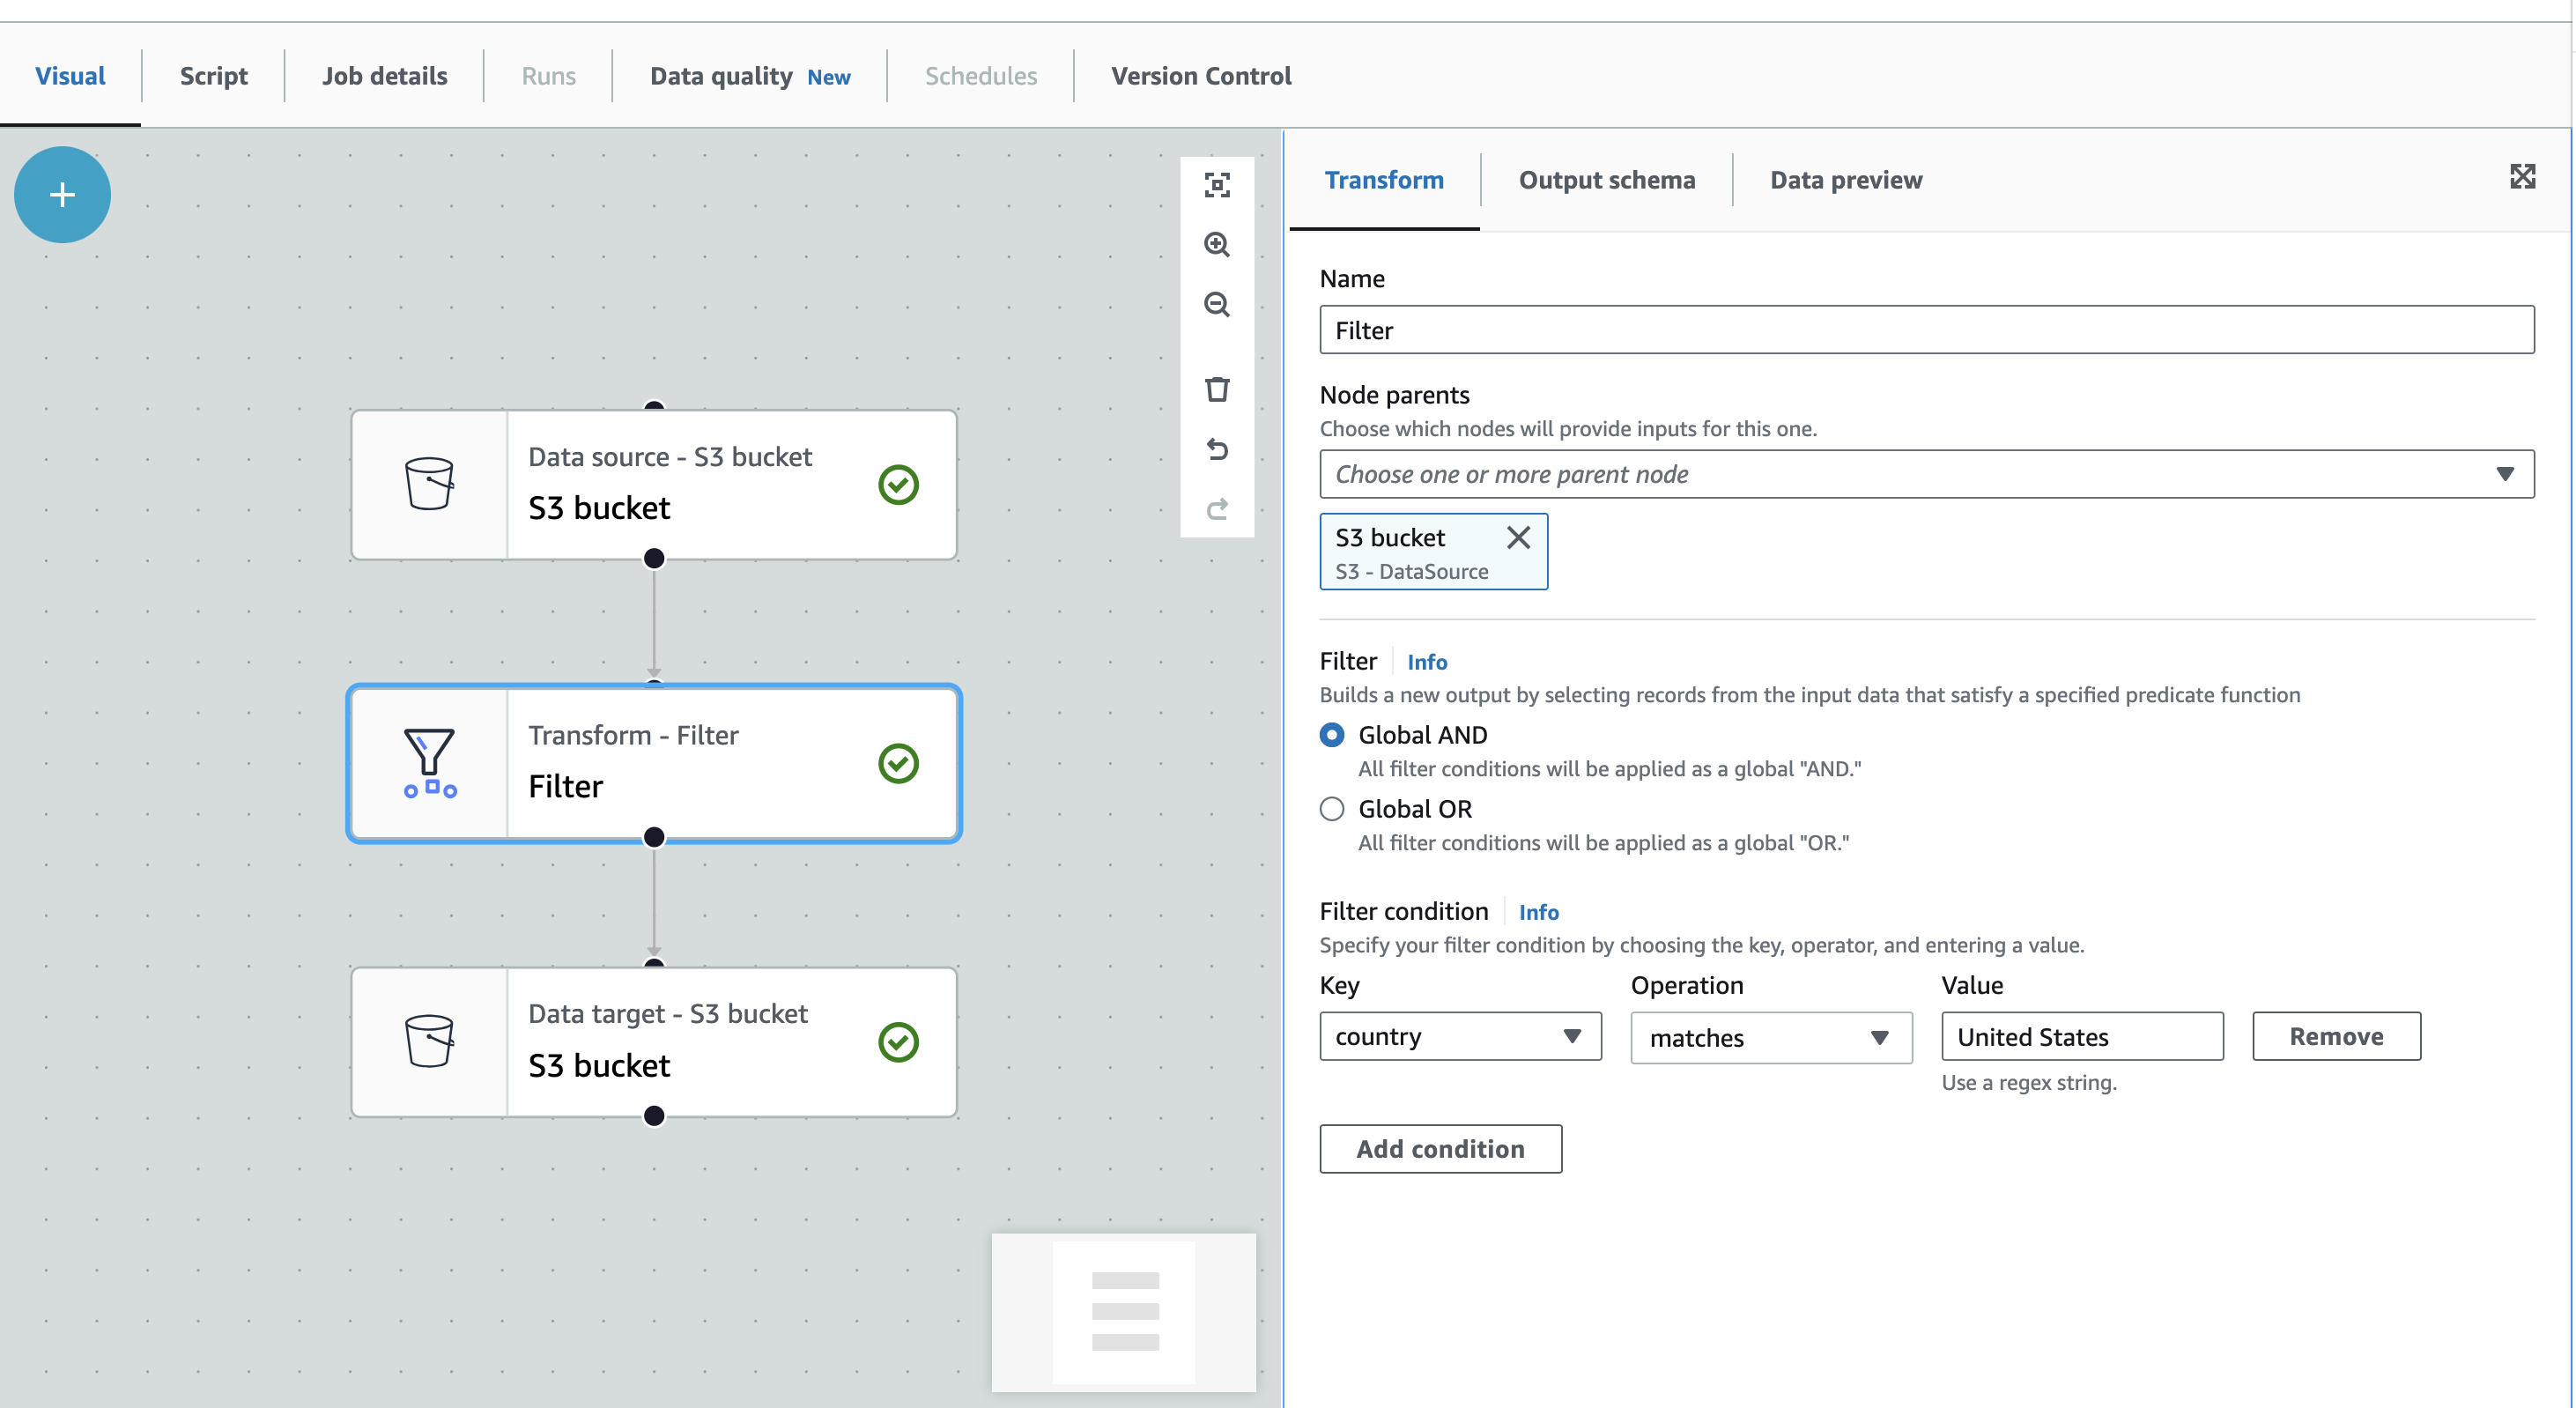 Visual Script Job details Runs Data quality New Schedules Version Control
Data source - S3 bucket
S3 bucket
Transform - Filter
Filter
Data target - S3 bucket
S3 bucket
Transform Output schema Data preview
Name
Filter
Node parents
Choose which nodes will provide inputs for this one.
Choose one or more parent node
S3 bucket
S3 - DataSource
Filter Info
Builds a new output by selecting records from the input data that satisfy a specified predicate function
Global AND
All filter conditions will be applied as a global "AND."
Global OR
All filter conditions will be applied as a global "OR."
Filter condition Info
Specify your filter condition by choosing the key, operator, and entering a value.
Key Operation Value
country matches United States Remove
Use a regex string.
Add condition